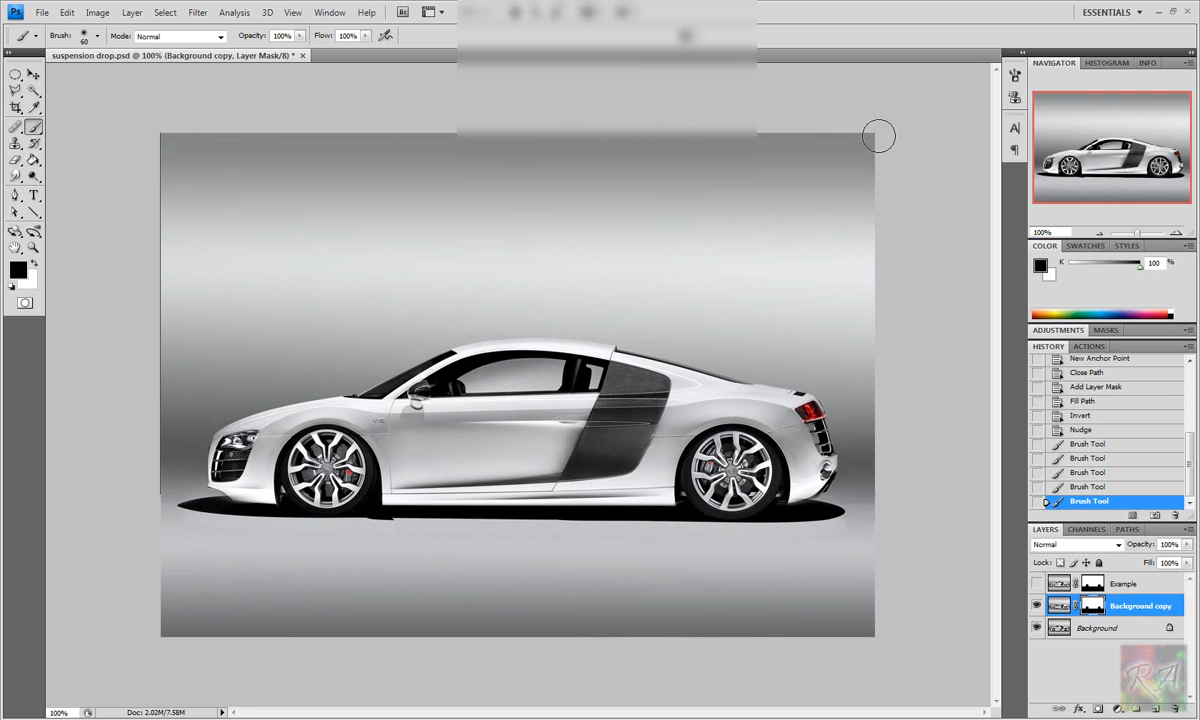 Ps File Edit Image Layer Select Filter Analysis 3D View Window Help Br ESSENTIALS
Brush: 60 Mode: Normal Opacity: 100% Flow: 100%
suspension drop.psd @ 100% (Background copy, Layer Mask/8) *
NAVIGATOR HISTOGRAM INFO
100%
COLOR SWATCHES STYLES
K 100 %
ADJUSTMENTS MASKS
HISTORY ACTIONS
New Anchor Point
Close Path
Add Layer Mask
Fill Path
Invert
Nudge
Brush Tool
Brush Tool
Brush Tool
Brush Tool
Brush Tool
LAYERS CHANNELS PATHS
Normal Opacity: 100%
Lock: Fill: 100%
Example
Background copy
Background
RA
100% Doc: 2.02M/7.58M